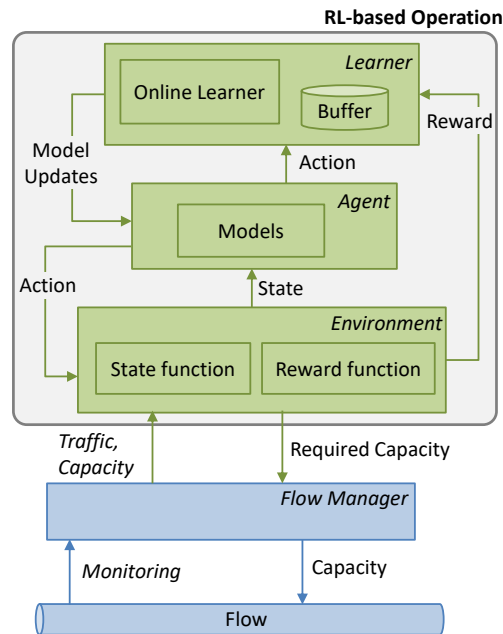 RL-based Operation
Learner
Online Learner
Buffer
Reward
Model
Updates
Action
Agent
Models
Action
State
Environment
State function
Reward function
Traffic,
Capacity
Required Capacity
Flow Manager
Monitoring
Capacity
Flow